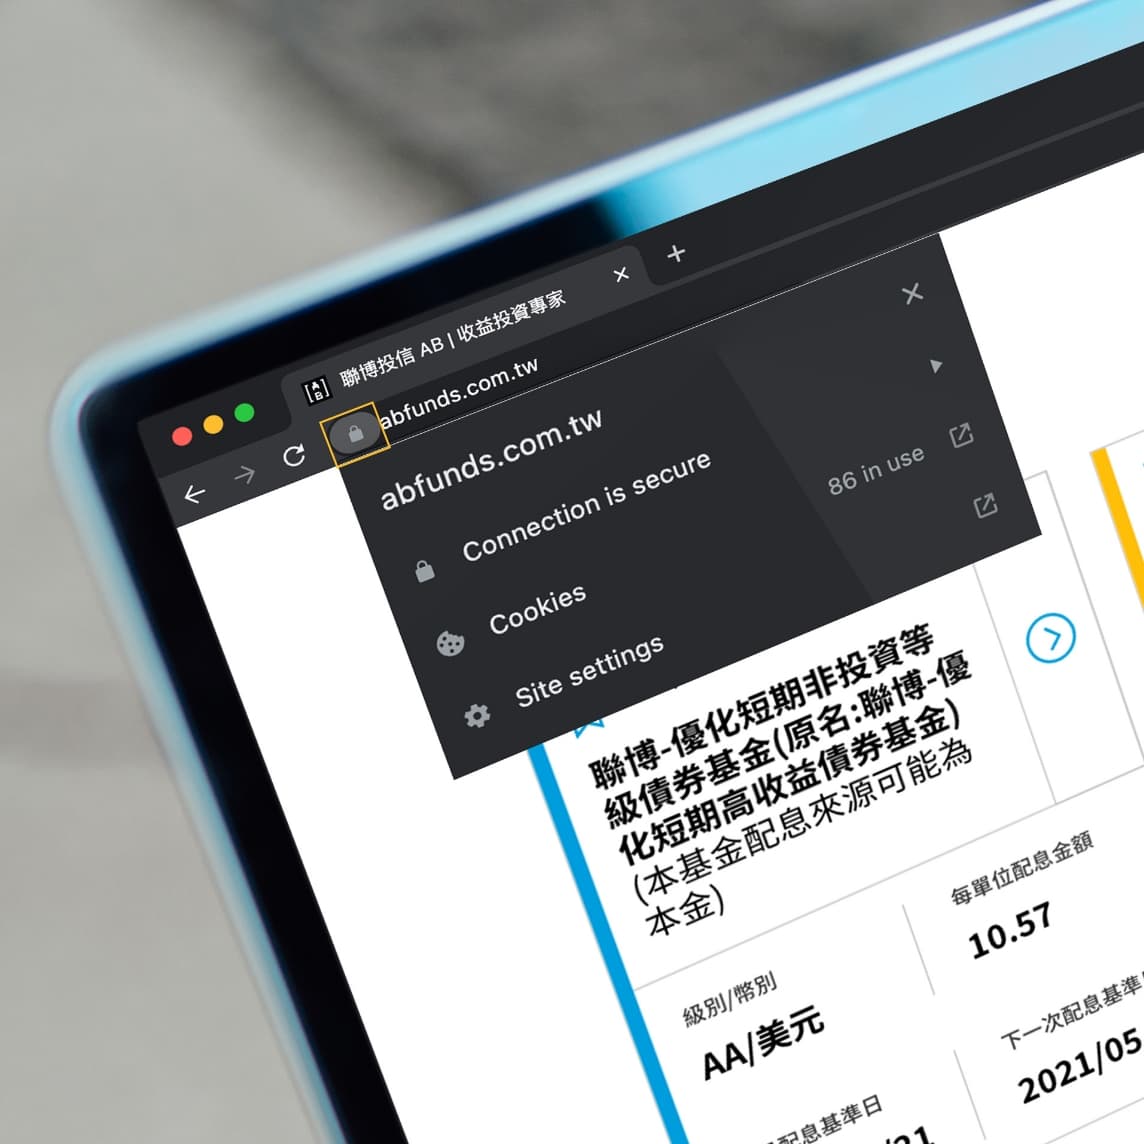 聯博投信 AB | 收益投資專家
abfunds.com.tw
abfunds.com.tw
Connection is secure
Cookies
86 in use
Site settings
聯博-優化短期非投資等
級債券基金(原名:聯博-優
化短期高收益債券基金)
(本基金配息來源可能為
本金)
級別/幣別
AA/美元
每單位配息金額
10.57
下一次配息基準
2021/05
配息基準日
/21